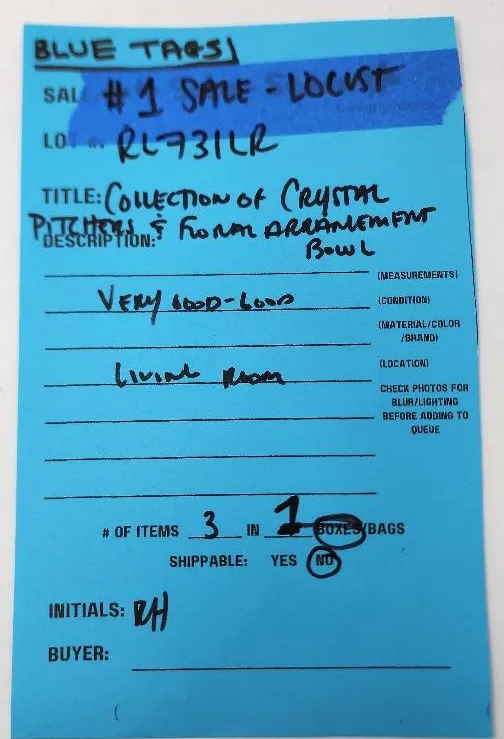 BLUE TAGS
SAL #1 SALE - LOCUST
LO RL731LR
TITLE: COLLECTION OF CRYSTAL
PITCHERS & FLORAL ARRANGEMENT
DESCRIPTION: BOWL
(MEASUREMENTS)
VERY GOOD-GOOD (CONDITION)
(MATERIAL/COLOR
/BRAND)
LIVING ROOM (LOCATION)
CHECK PHOTOS FOR
BLUR/LIGHTING
BEFORE ADDING TO
QUEUE
# OF ITEMS 3 IN 1 BOXES/BAGS
SHIPPABLE: YES NO
INITIALS: RH
BUYER: